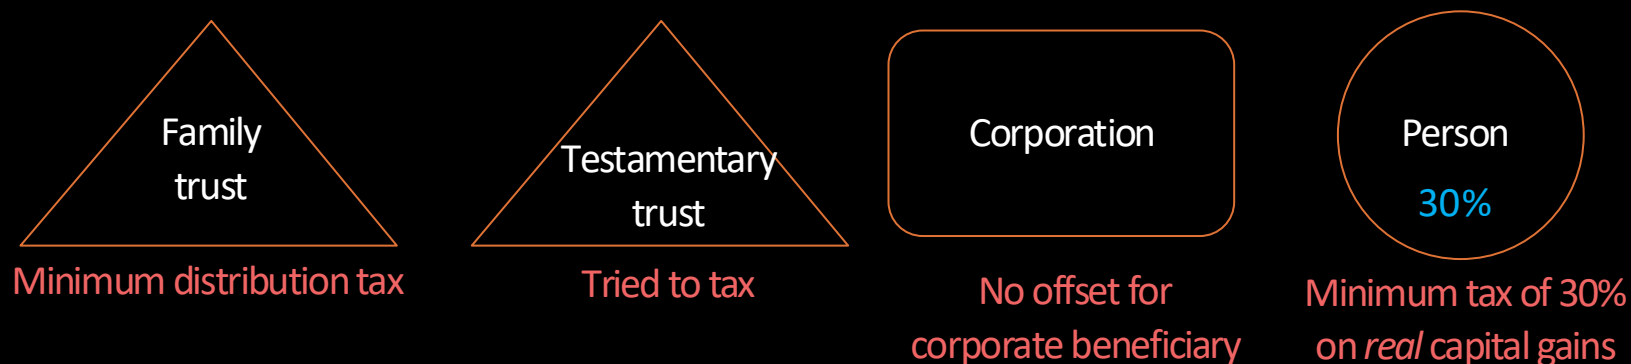 Family
trust
Minimum distribution tax
Testamentary
trust
Tried to tax
Corporation
No offset for
corporate beneficiary
Person
30%
Minimum tax of 30%
on real capital gains